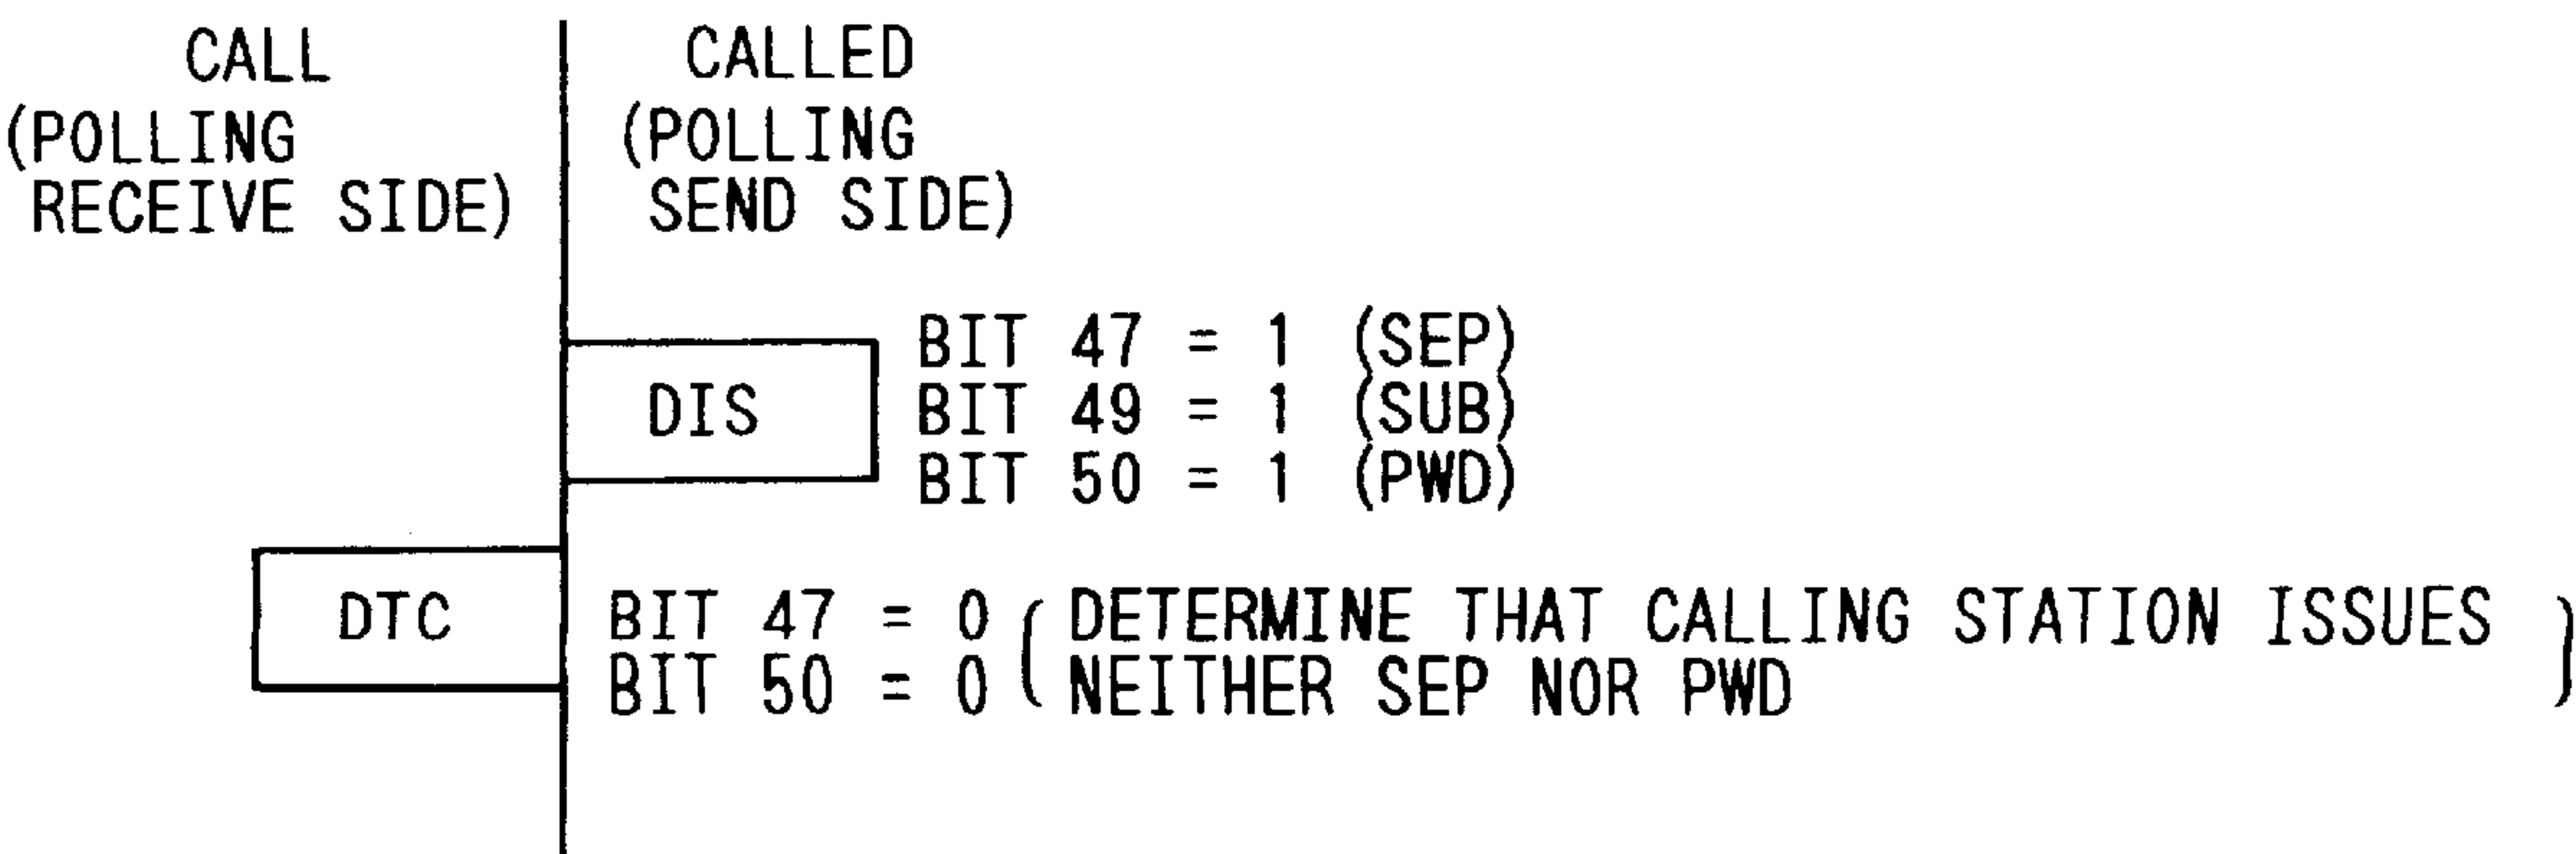 CALL
(POLLING
RECEIVE SIDE)
CALLED
(POLLING
SEND SIDE)
DIS
BIT 47 = 1 (SEP)
BIT 49 = 1 (SUB)
BIT 50 = 1 (PWD)
DTC
BIT 47 = 0
BIT 50 = 0
(DETERMINE THAT CALLING STATION ISSUES
NEITHER SEP NOR PWD)